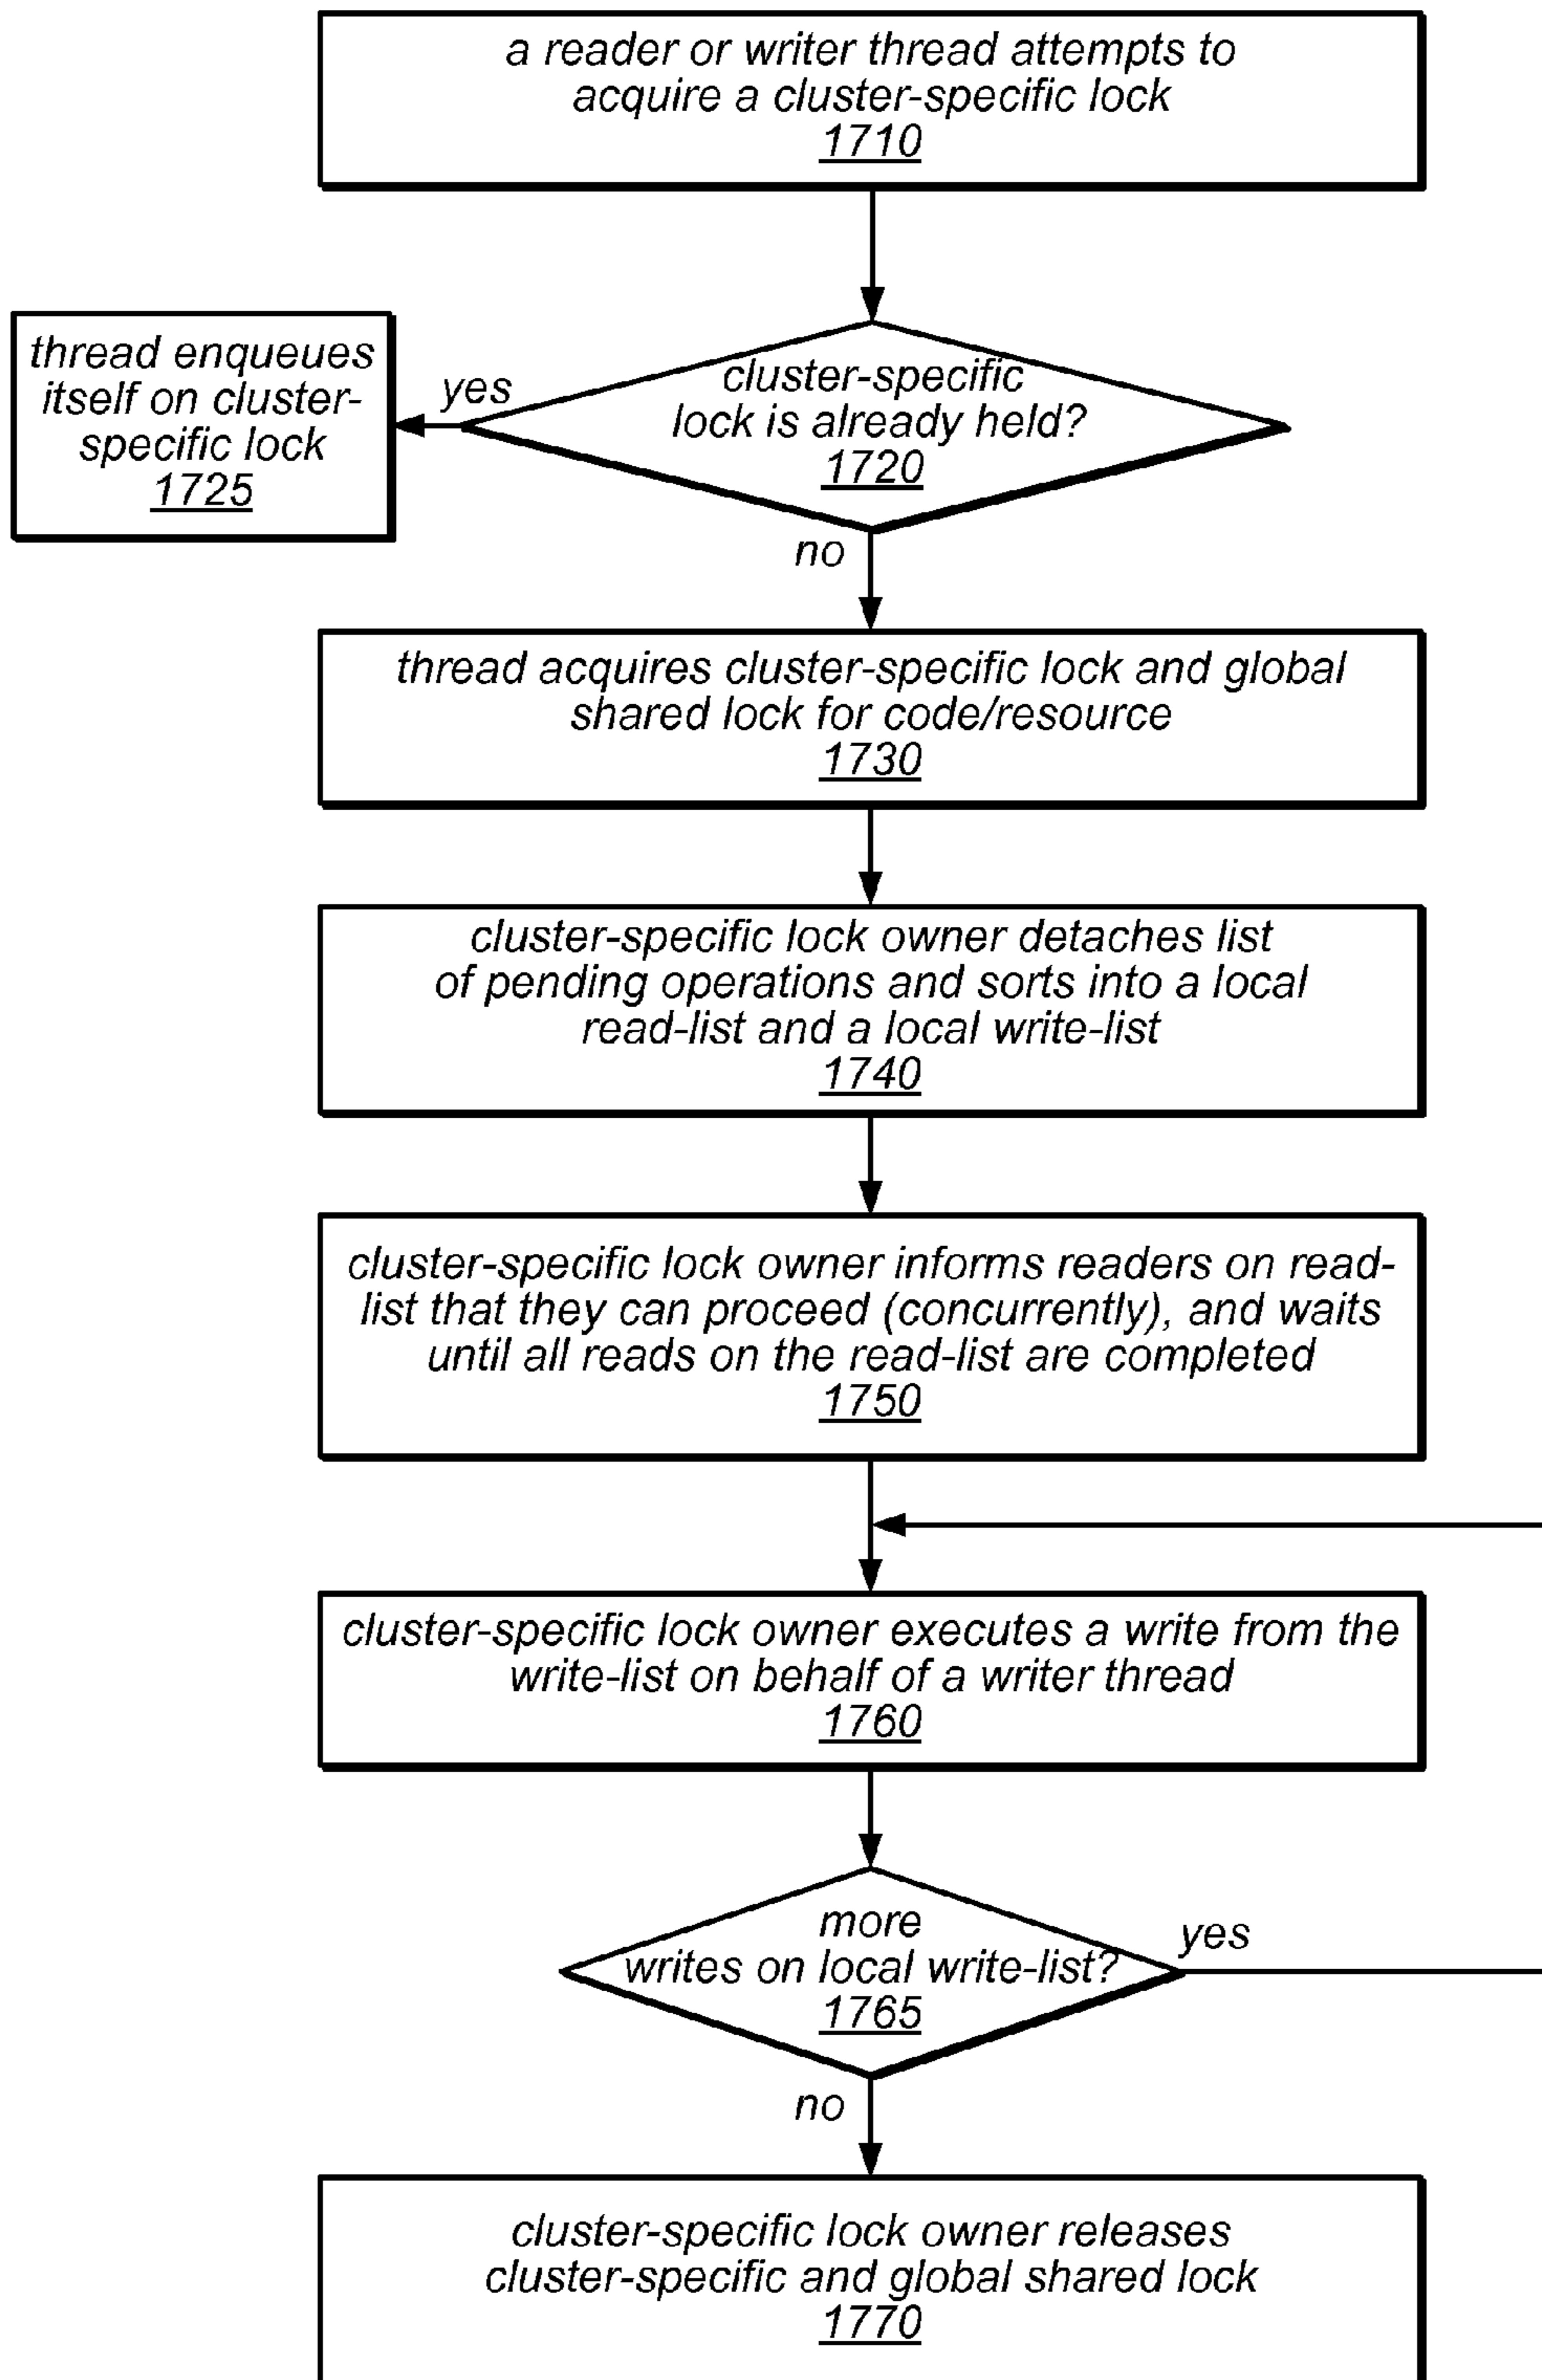 a reader or writer thread attempts to
acquire a cluster-specific lock
1710
thread enqueues
itself on cluster-
specific lock
1725
yes
cluster-specific
lock is already held?
1720
no
thread acquires cluster-specific lock and global
shared lock for code/resource
1730
cluster-specific lock owner detaches list
of pending operations and sorts into a local
read-list and a local write-list
1740
cluster-specific lock owner informs readers on read-
list that they can proceed (concurrently), and waits
until all reads on the read-list are completed
1750
cluster-specific lock owner executes a write from the
write-list on behalf of a writer thread
1760
more
writes on local write-list?
1765
yes
no
cluster-specific lock owner releases
cluster-specific and global shared lock
1770